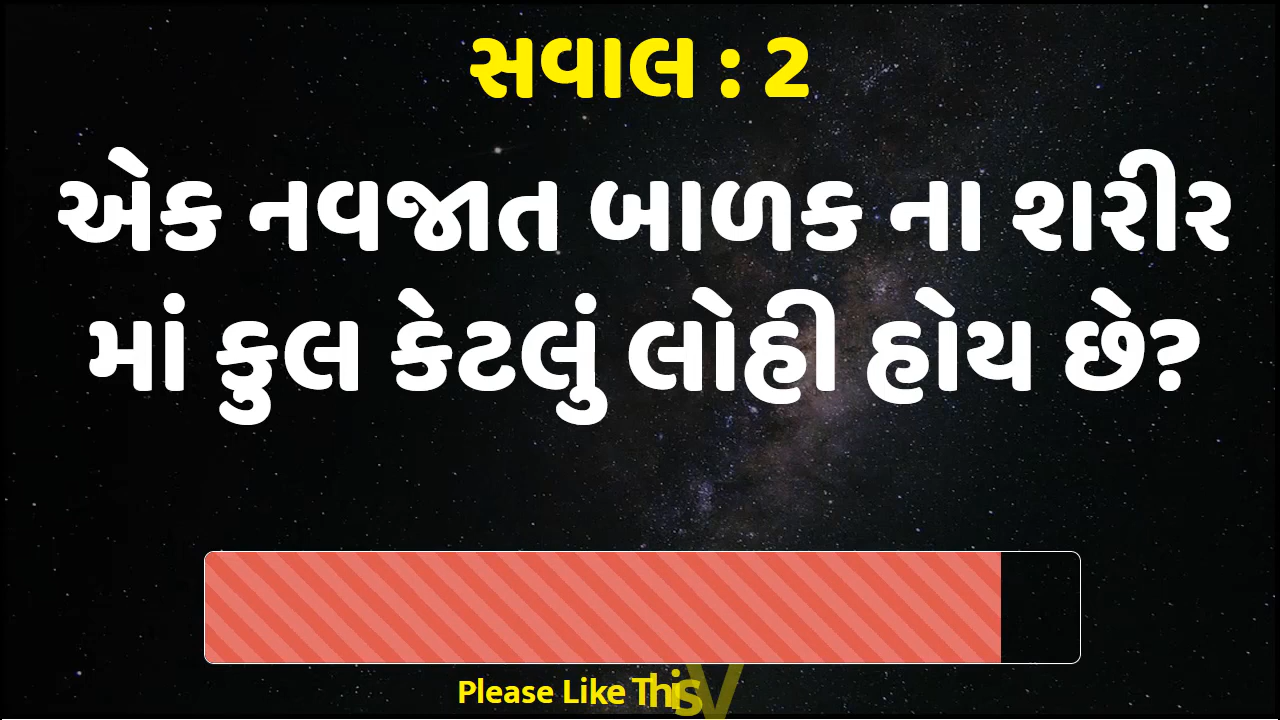 સવાલ : 2
એક નવજાત બાળક ના શરીર
માં કુલ કેટલું લોહી હોય છે?
Please Like This V